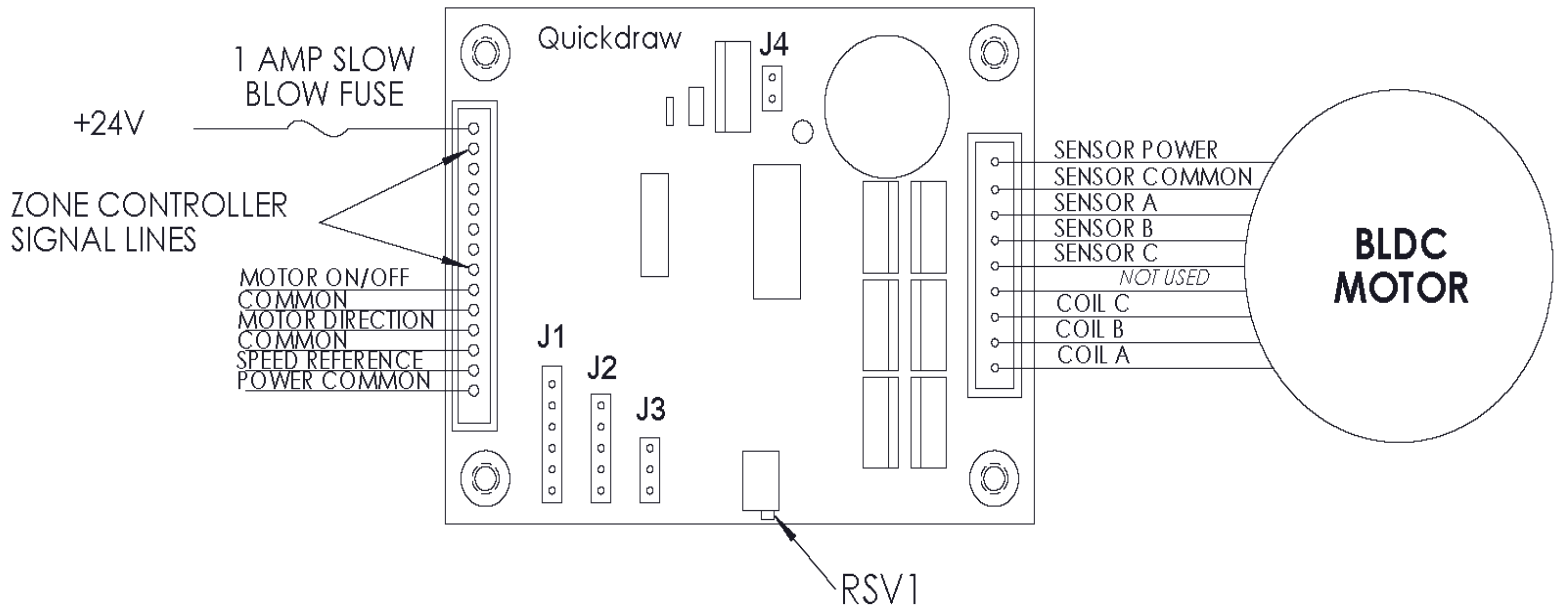 1 AMP SLOW
BLOW FUSE
+24V
ZONE CONTROLLER
SIGNAL LINES
MOTOR ON/OFF
COMMON
MOTOR DIRECTION
COMMON
SPEED REFERENCE
POWER COMMON
Quickdraw
J4
J1
J2
J3
RSV1
SENSOR POWER
SENSOR COMMON
SENSOR A
SENSOR B
SENSOR C
NOT USED
COIL C
COIL B
COIL A
BLDC
MOTOR